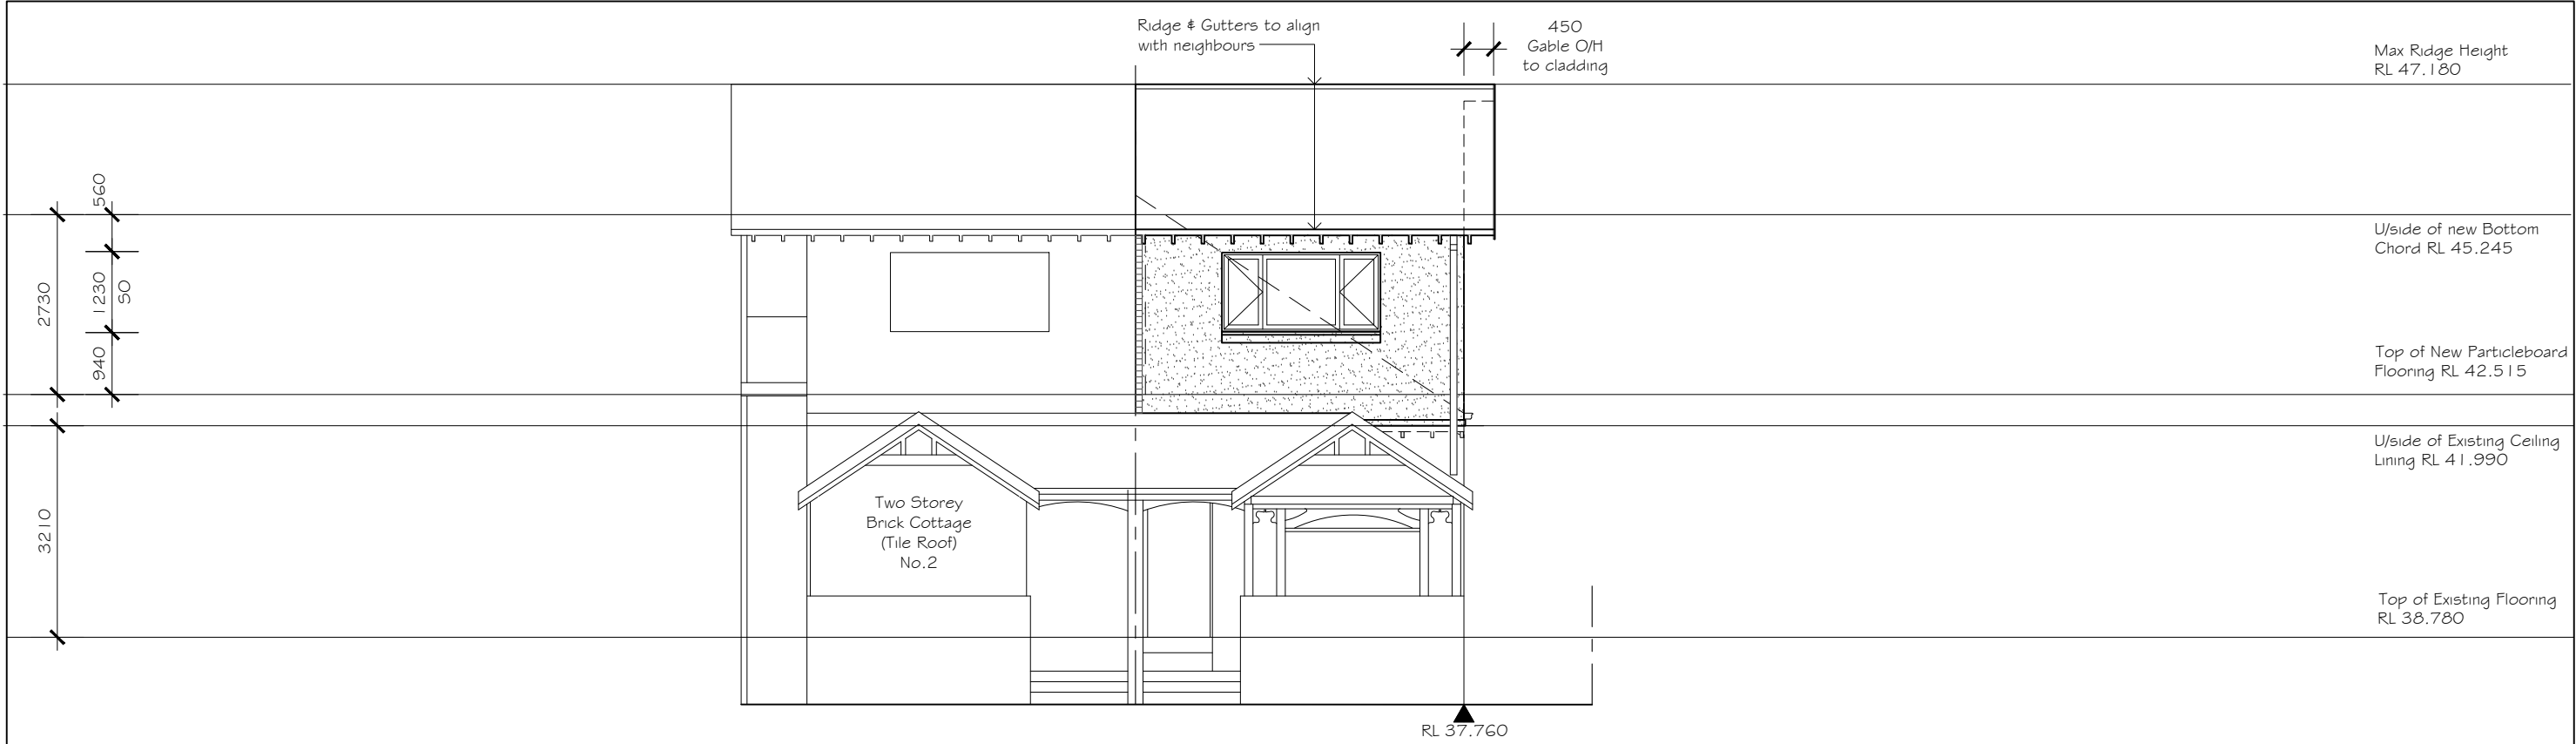 Ridge & Gutters to align
with neighbours
450
Gable O/H
to cladding
Max Ridge Height
RL 47.180
560
U/side of new Bottom
Chord RL 45.245
2730
1230
50
940
Top of New Particleboard
Flooring RL 42.515
U/side of Existing Ceiling
Lining RL 41.990
Two Storey
Brick Cottage
(Tile Roof)
No.2
3210
Top of Existing Flooring
RL 38.780
RL 37.760